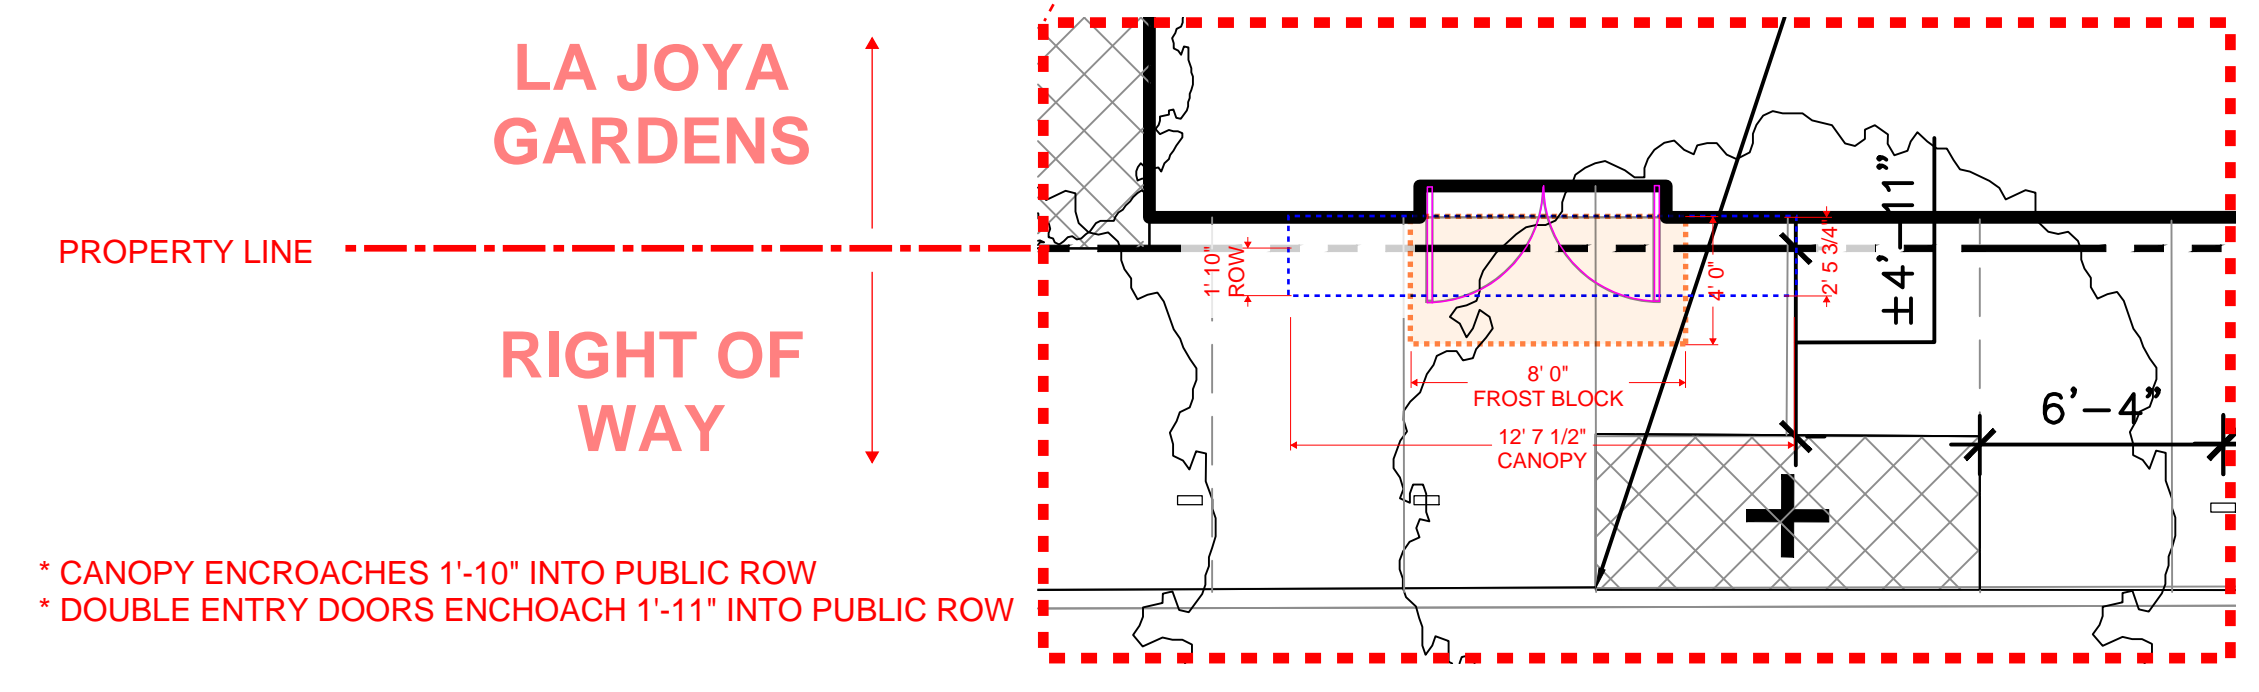 LA JOYA
GARDENS
PROPERTY LINE
RIGHT OF
WAY
* CANOPY ENCROACHES 1'-10" INTO PUBLIC ROW
* DOUBLE ENTRY DOORS ENCHOACH 1'-11" INTO PUBLIC ROW
1' 10"
ROW
4' 0"
2' 5 3/4"
±4'-11"
8' 0"
FROST BLOCK
12' 7 1/2"
CANOPY
6'-4"